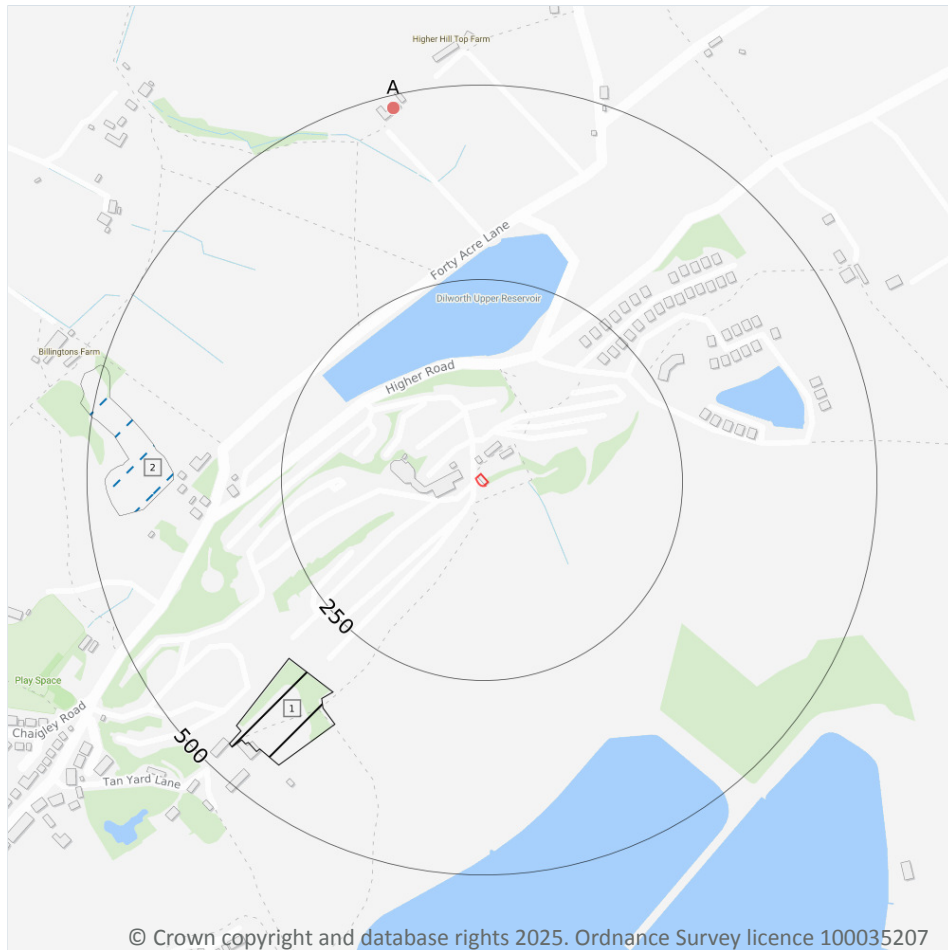 Higher Hill Top Farm
A
Forty Acre Lane
Dilworth Upper Reservoir
Billingtons Farm
Higher Road
2
250
Play Space
1
Chaigley Road
500
Tan Yard Lane
© Crown copyright and database rights 2025. Ordnance Survey licence 100035207